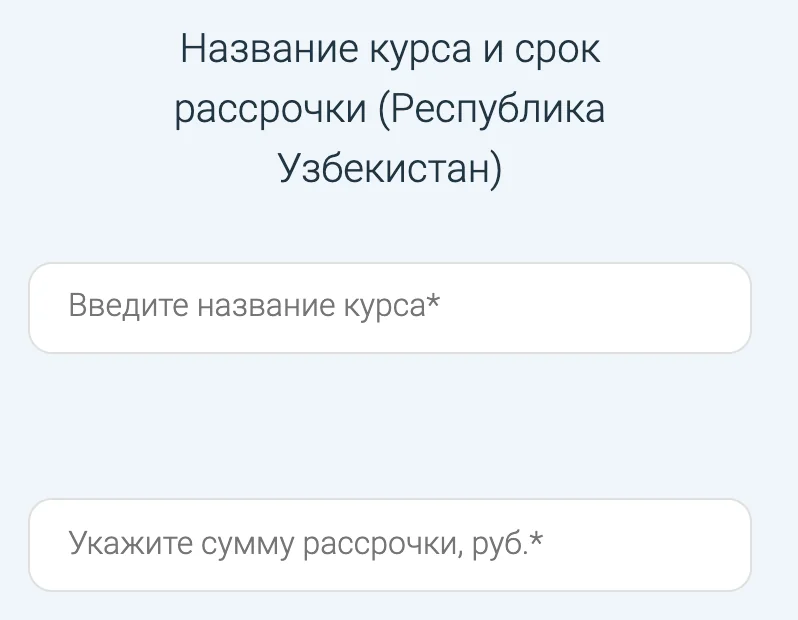 Название курса и срок
рассрочки (Республика
Узбекистан)
Введите название курса*
Укажите сумму рассрочки, руб.*